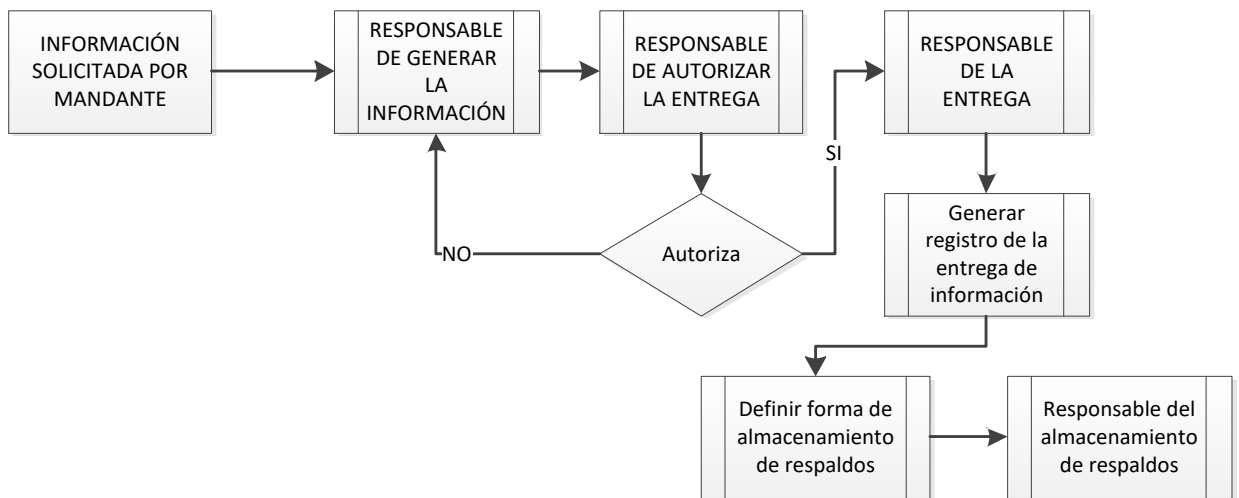 INFORMACIÓN
SOLICITADA POR
MANDANTE
RESPONSABLE
DE GENERAR
LA
INFORMACIÓN
RESPONSABLE
DE AUTORIZAR
LA ENTREGA
RESPONSABLE
DE LA
ENTREGA
SI
NO
Autoriza
Generar
registro de la
entrega de
información
Definir forma de
almacenamiento
de respaldos
Responsable del
almacenamiento
de respaldos